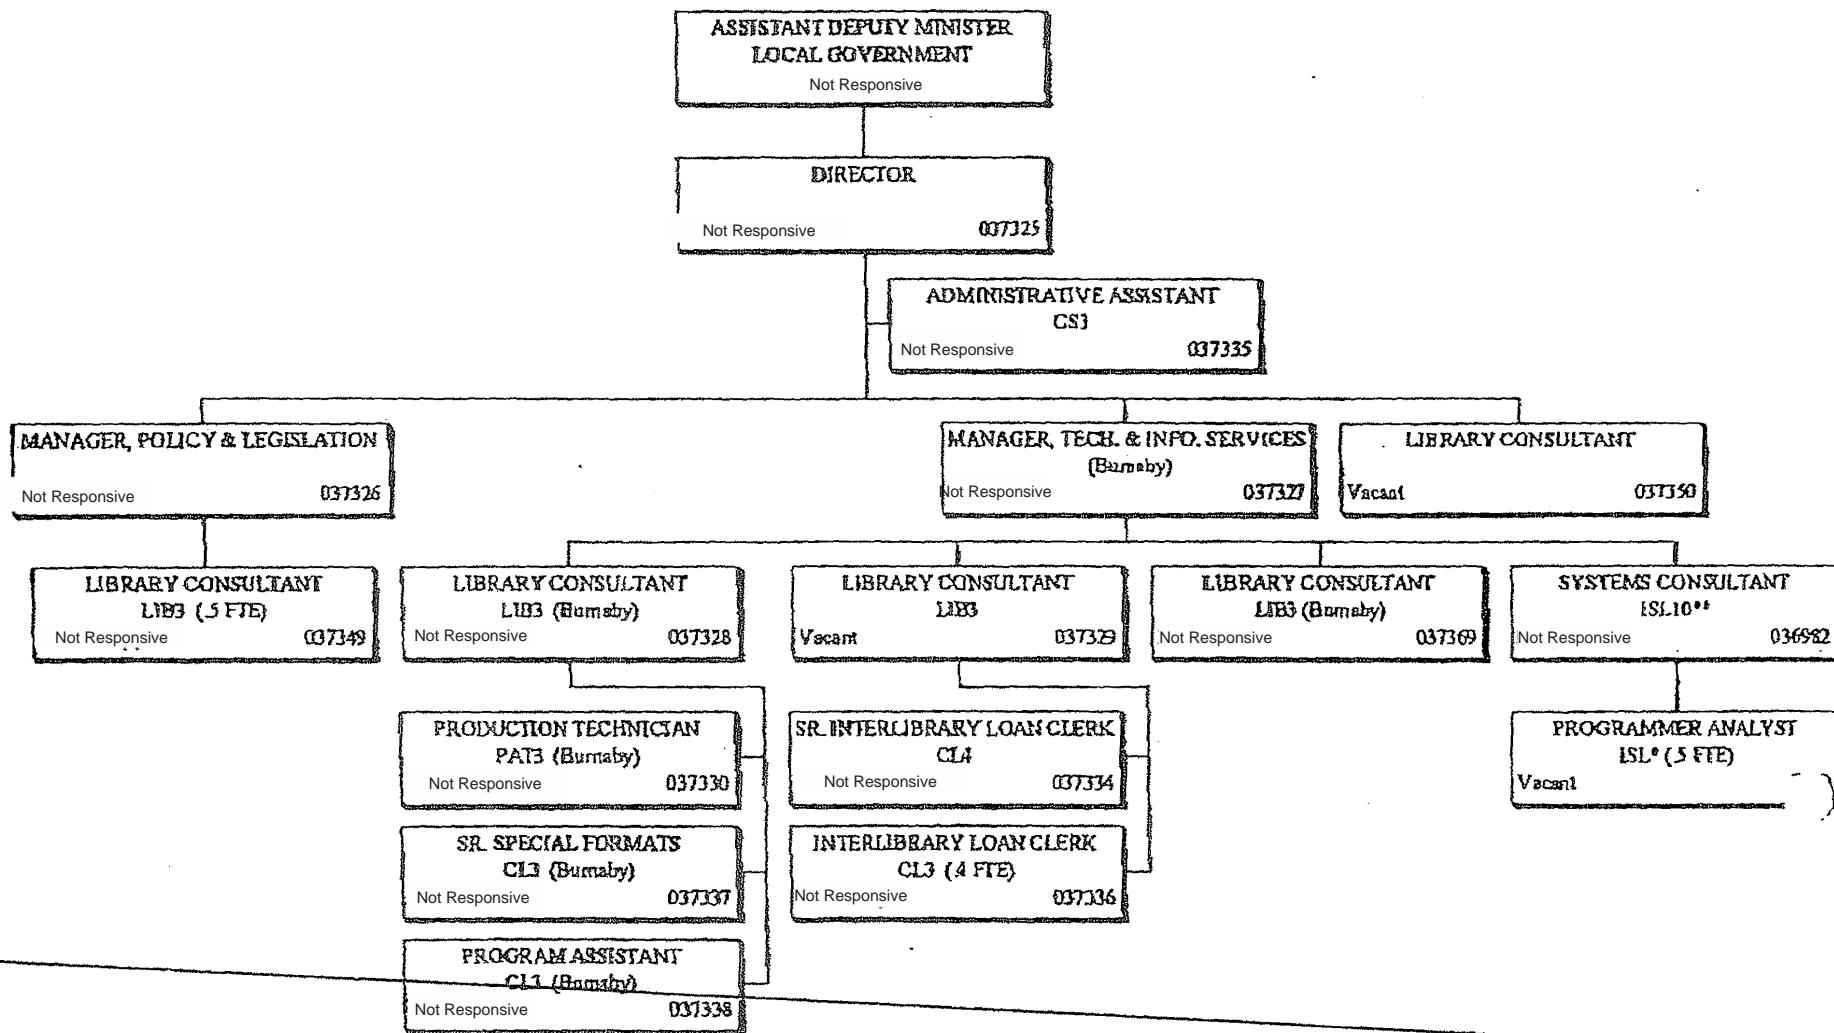 ASSISTANT DEPUTY MINISTER
LOCAL GOVERNMENT
Not Responsive
DIRECTOR
Not Responsive 037325
ADMINISTRATIVE ASSISTANT
CS3
Not Responsive 037335
MANAGER, POLICY & LEGISLATION
Not Responsive 037326
MANAGER, TECH. & INFO. SERVICES
(Burnaby)
Not Responsive 037327
LIBRARY CONSULTANT
Vacant 037350
LIBRARY CONSULTANT
LIB3 (.5 FTE)
Not Responsive 037349
LIBRARY CONSULTANT
LIB3 (Burnaby)
Not Responsive 037328
LIBRARY CONSULTANT
LIB3
Vacant 037329
LIBRARY CONSULTANT
LIB3 (Burnaby)
Not Responsive 037369
SYSTEMS CONSULTANT
ISL10**
Not Responsive 036982
PRODUCTION TECHNICIAN
PAT3 (Burnaby)
Not Responsive 037330
SR. INTERLIBRARY LOAN CLERK
CL4
Not Responsive 037334
PROGRAMMER ANALYST
ISL* (.5 FTE)
Vacant
SR. SPECIAL FORMATS
CL3 (Burnaby)
Not Responsive 037337
INTERLIBRARY LOAN CLERK
CL3 (.4 FTE)
Not Responsive 037336
PROGRAM ASSISTANT
CL3 (Burnaby)
Not Responsive 037338